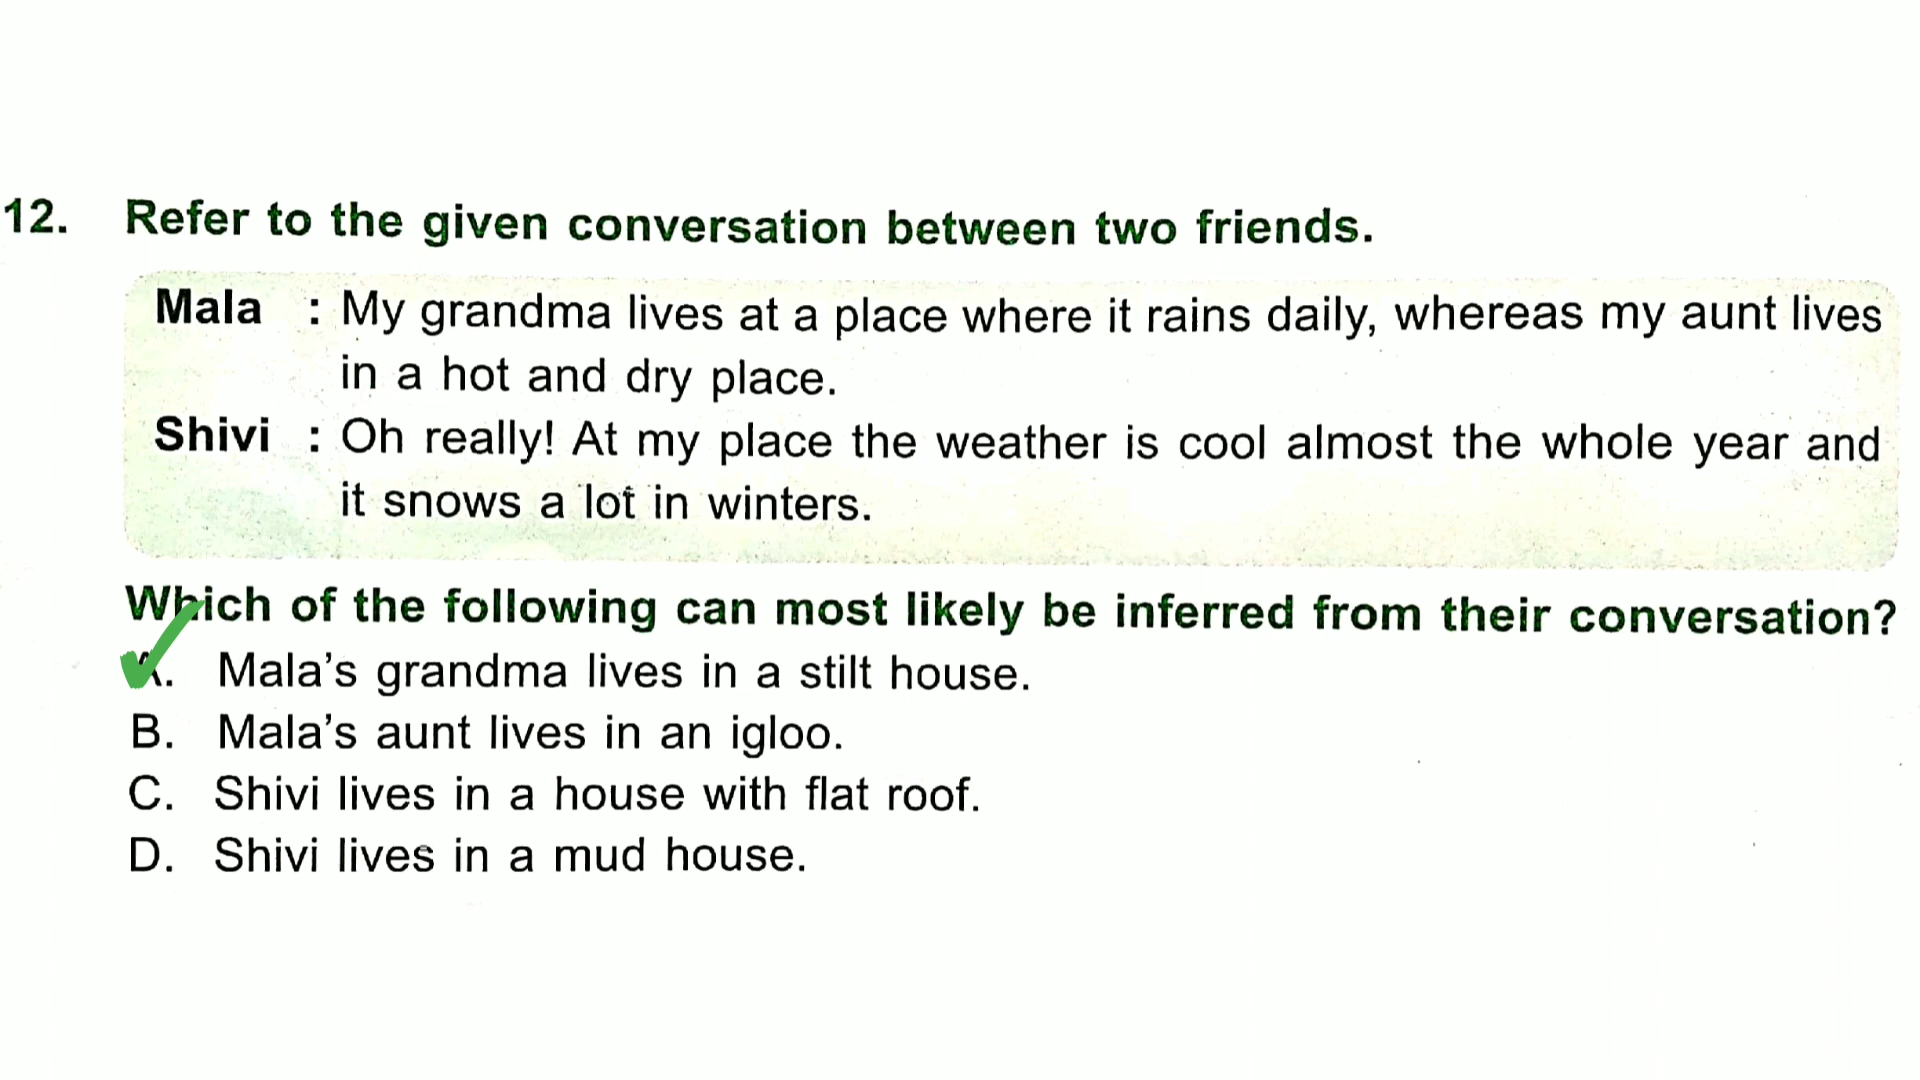 12. Refer to the given conversation between two friends.
Mala : My grandma lives at a place where it rains daily, whereas my aunt lives
in a hot and dry place.
Shivi : Oh really! At my place the weather is cool almost the whole year and
it snows a lot in winters.
Which of the following can most likely be inferred from their conversation?
A. Mala's grandma lives in a stilt house.
B. Mala's aunt lives in an igloo.
C. Shivi lives in a house with flat roof.
D. Shivi lives in a mud house.